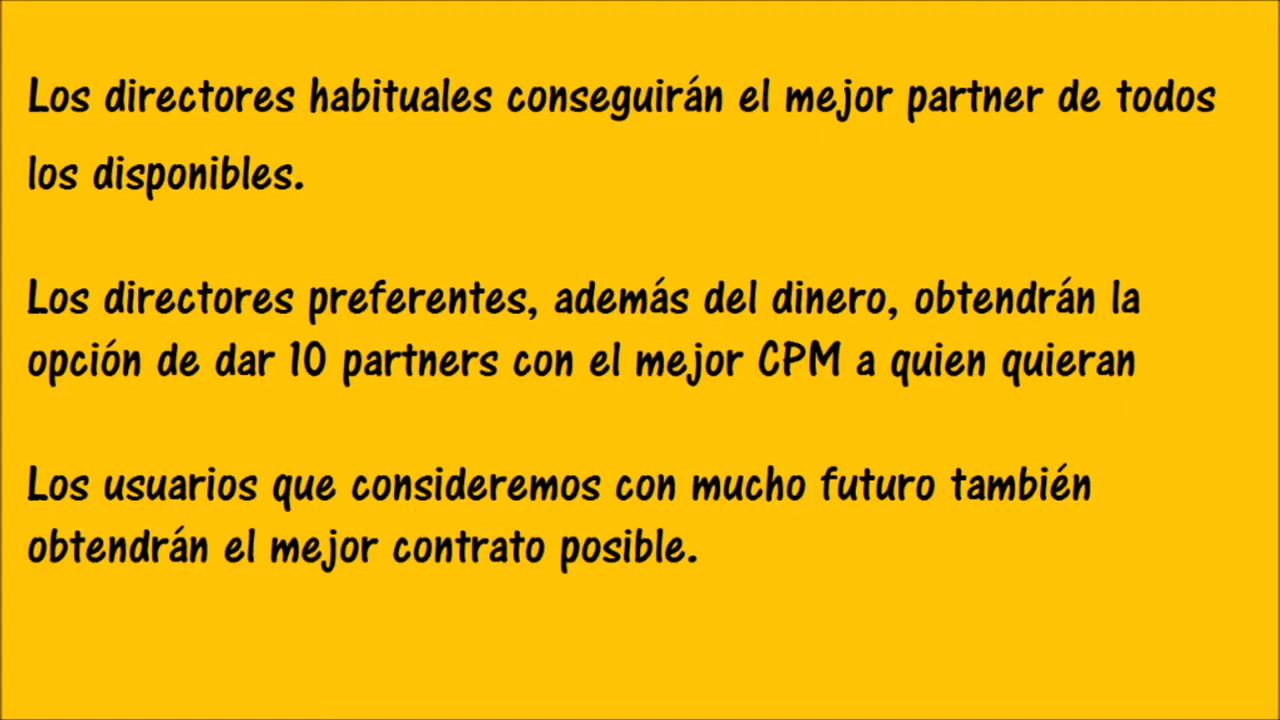 Los directores habituales conseguirán el mejor partner de todos
los disponibles.
Los directores preferentes, además del dinero, obtendrán la
opción de dar 10 partners con el mejor CPM a quien quieran
Los usuarios que consideremos con mucho futuro también
obtendrán el mejor contrato posible.